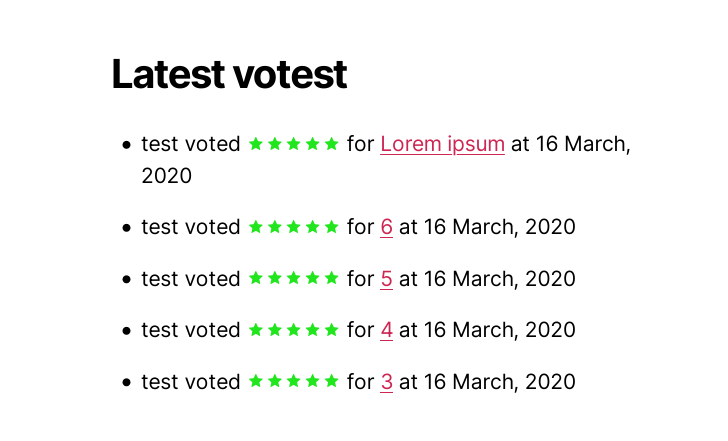 Latest votest
test voted ★★★★★ for Lorem ipsum at 16 March,
2020
test voted ★★★★★ for 6 at 16 March, 2020
test voted ★★★★★ for 5 at 16 March, 2020
test voted ★★★★★ for 4 at 16 March, 2020
test voted ★★★★★ for 3 at 16 March, 2020